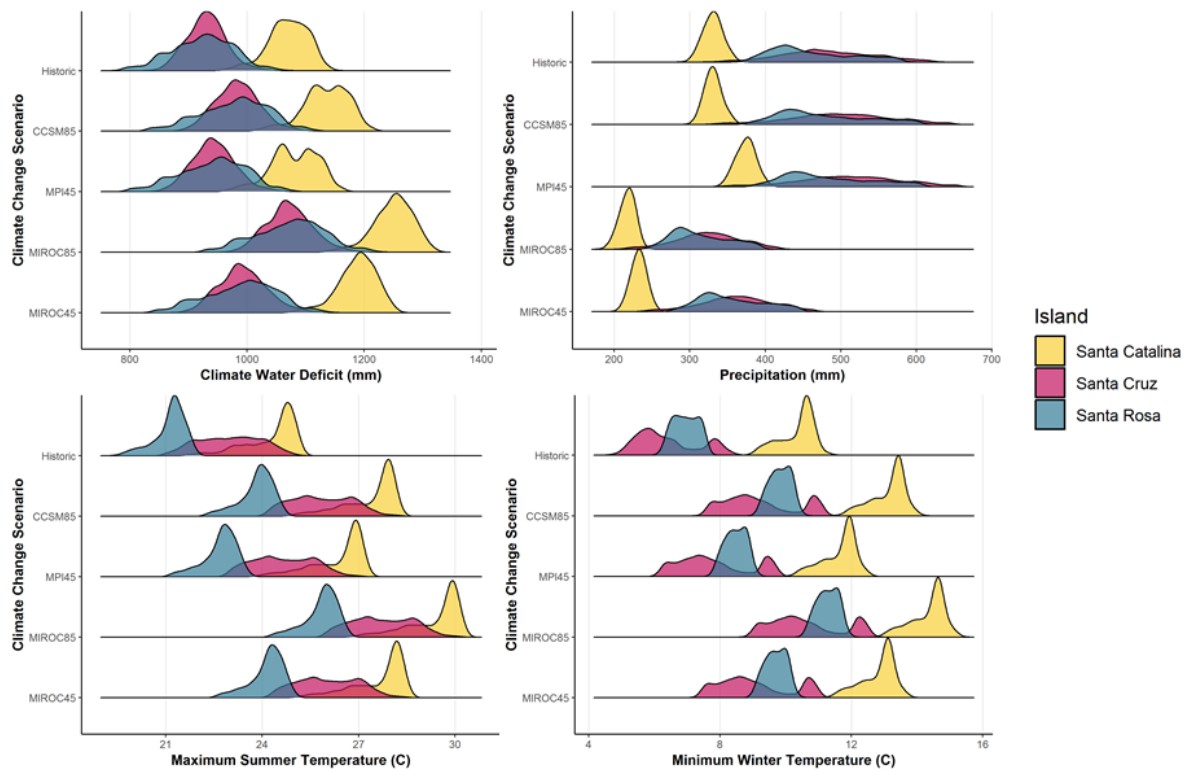 Climate Change Scenario
Historic
CCSM85
MPI45
MIROC85
MIROC45
800
1000
1200
1400
Climate Water Deficit (mm)
Climate Change Scenario
Historic
CCSM85
MPI45
MIROC85
MIROC45
200
300
400
500
600
700
Precipitation (mm)
Climate Change Scenario
Historic
CCSM85
MPI45
MIROC85
MIROC45
21
24
27
30
Maximum Summer Temperature (C)
Climate Change Scenario
Historic
CCSM85
MPI45
MIROC85
MIROC45
4
8
12
16
Minimum Winter Temperature (C)
Island
Santa Catalina
Santa Cruz
Santa Rosa